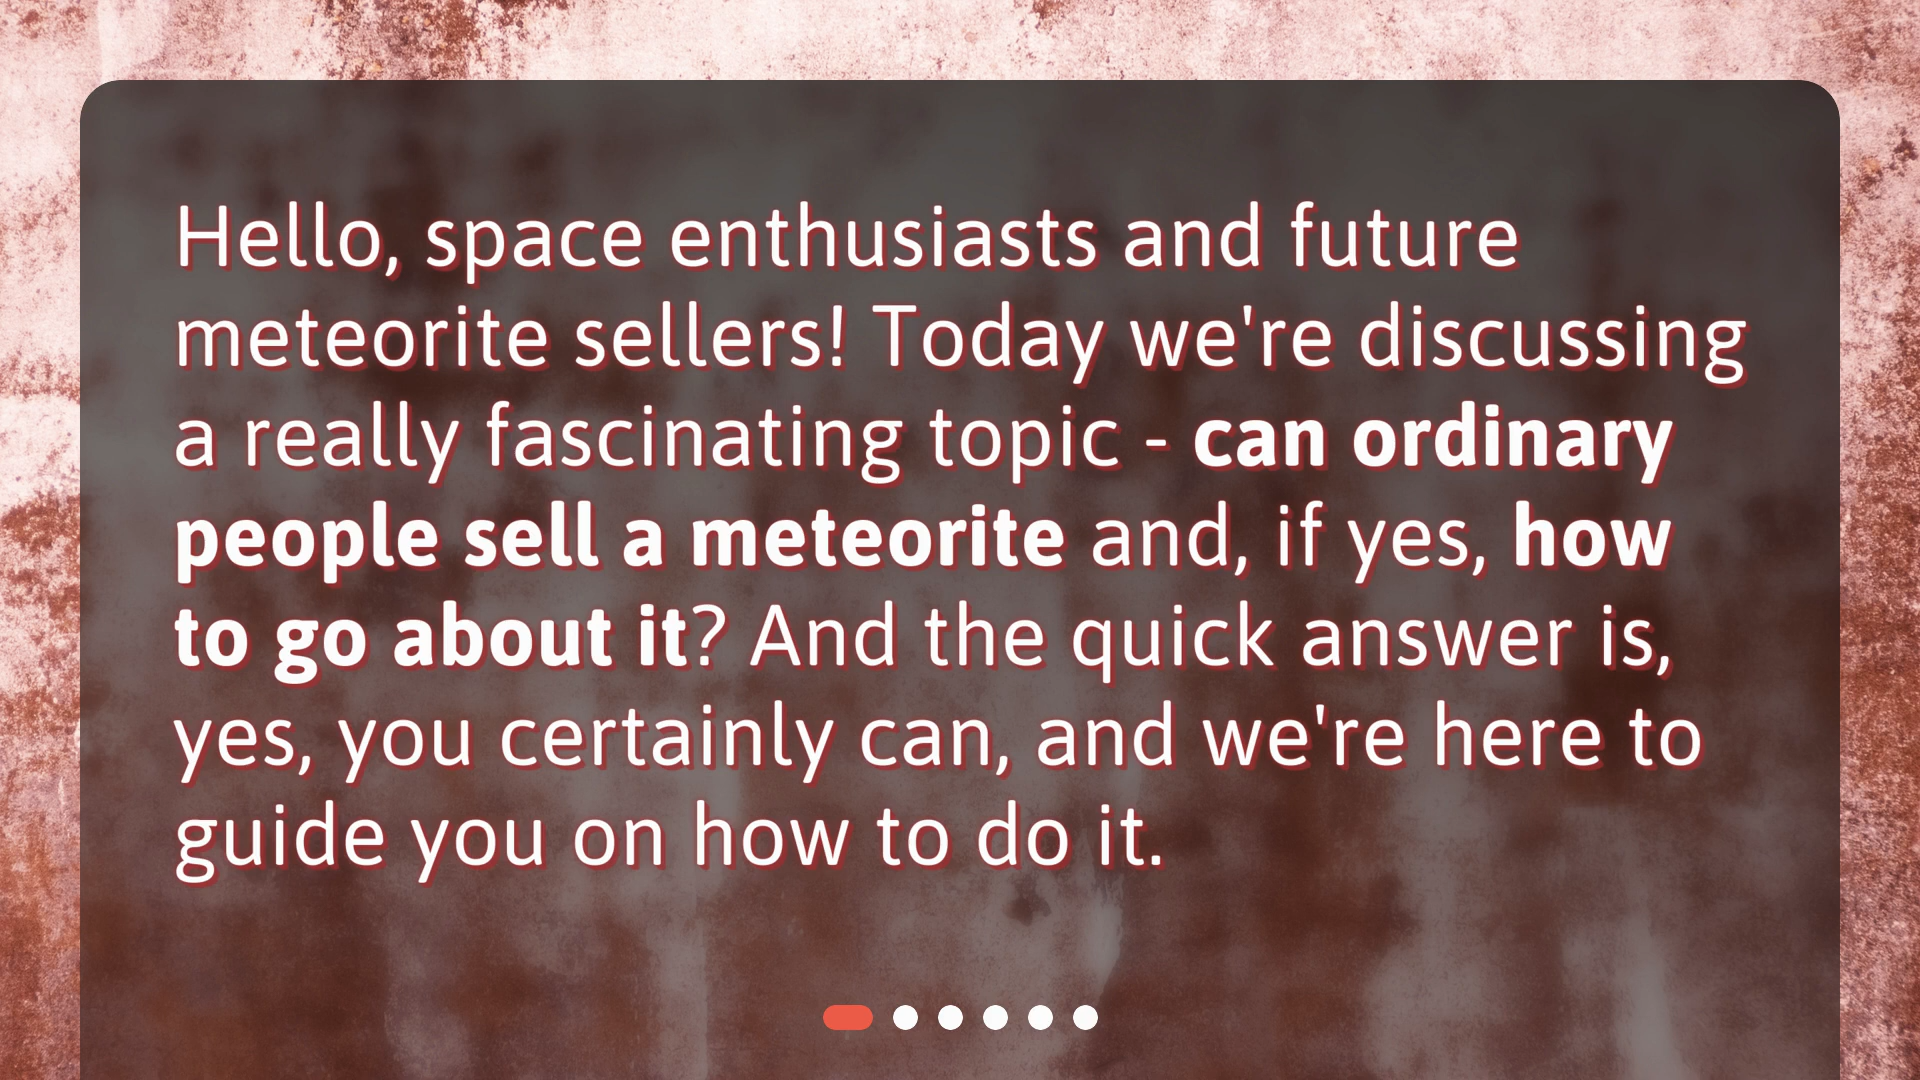 Hello, space enthusiasts and future
meteorite sellers! Today we're discussing
a really fascinating topic - can ordinary
people sell a meteorite and, if yes, how
to go about it? And the quick answer is,
yes, you certainly can, and we're here to
guide you on how to do it.